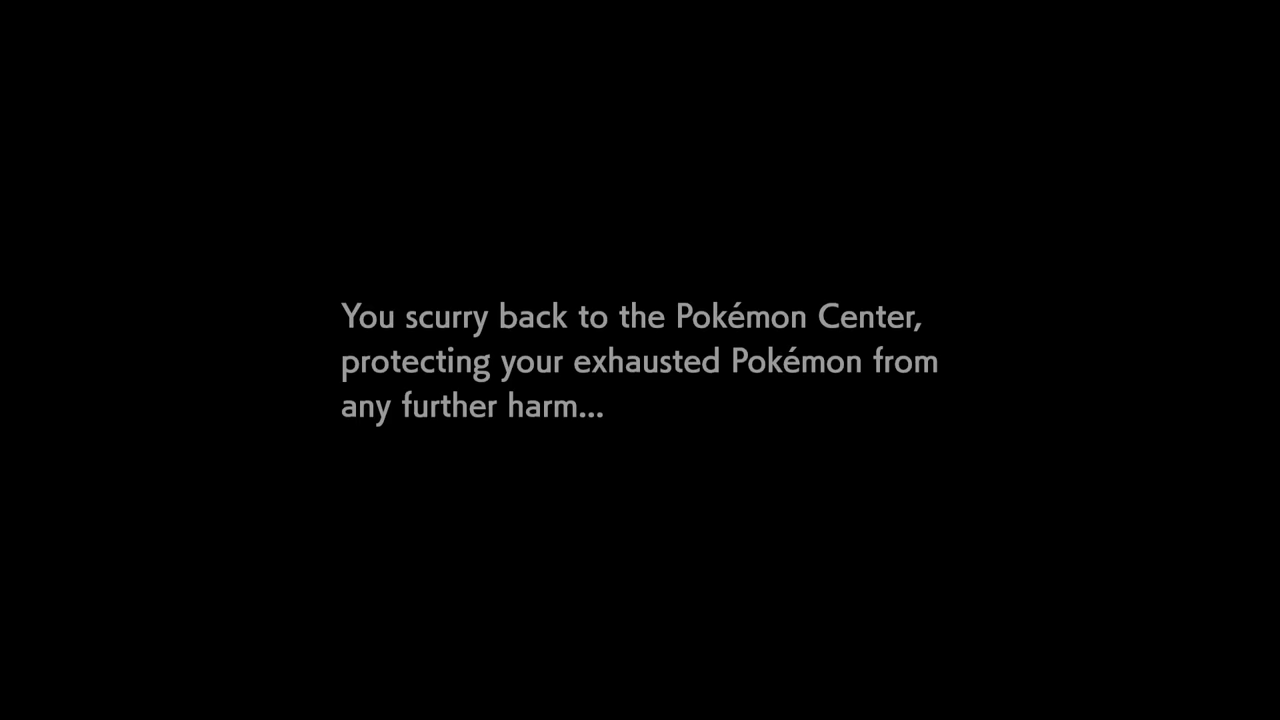 You scurry back to the Pokémon Center,
protecting your exhausted Pokémon from
any further harm...